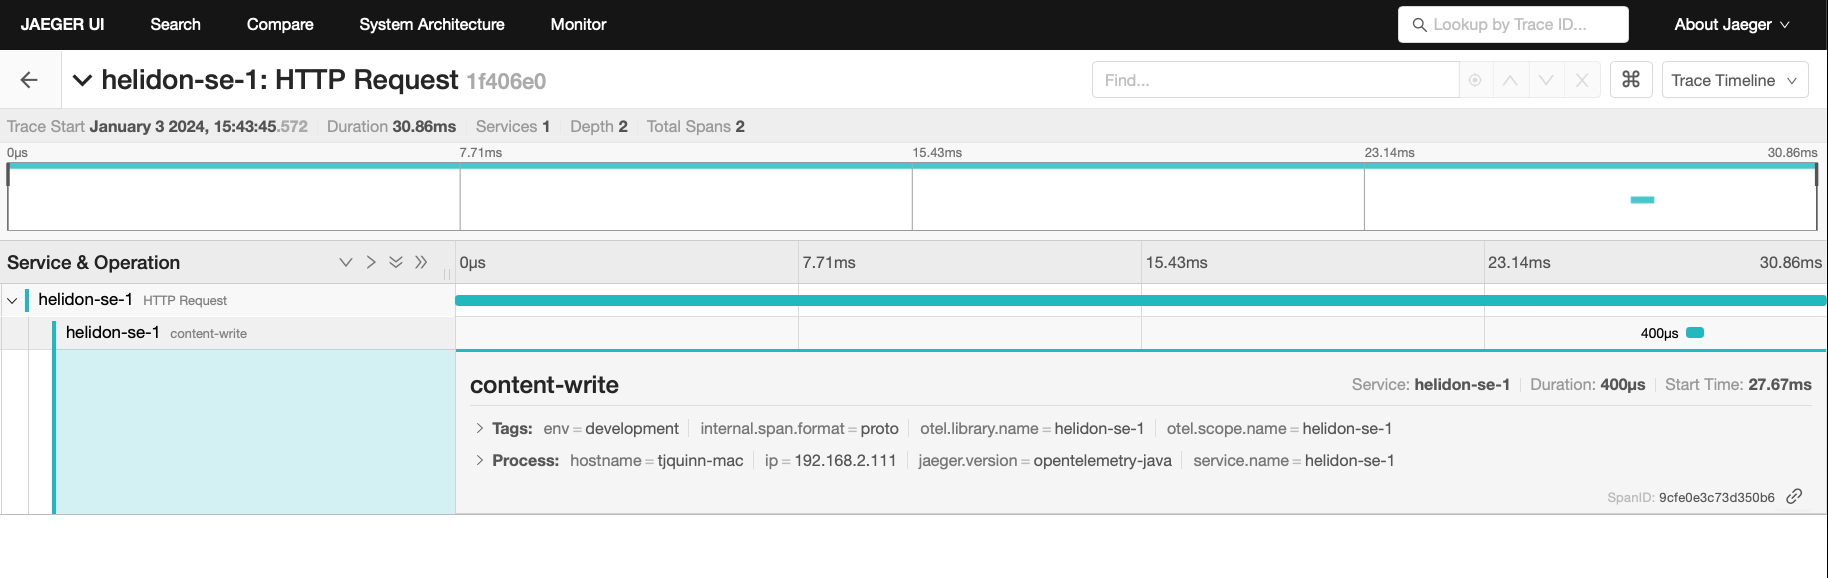 JAEGER UI Search Compare System Architecture Monitor Lookup by Trace ID... About Jaeger
helidon-se-1: HTTP Request 1f406e0 Find... ⌘ Trace Timeline
Trace Start January 3 2024, 15:43:45.572 Duration 30.86ms Services 1 Depth 2 Total Spans 2
0μs 7.71ms 15.43ms 23.14ms 30.86ms
Service & Operation 0μs 7.71ms 15.43ms 23.14ms 30.86ms
helidon-se-1 HTTP Request
helidon-se-1 content-write 400μs
content-write Service: helidon-se-1 Duration: 400μs Start Time: 27.67ms
Tags: env = development internal.span.format = proto otel.library.name = helidon-se-1 otel.scope.name = helidon-se-1
Process: hostname = tjquinn-mac ip = 192.168.2.111 jaeger.version = opentelemetry-java service.name = helidon-se-1
SpanID: 9cfe0e3c73d350b6